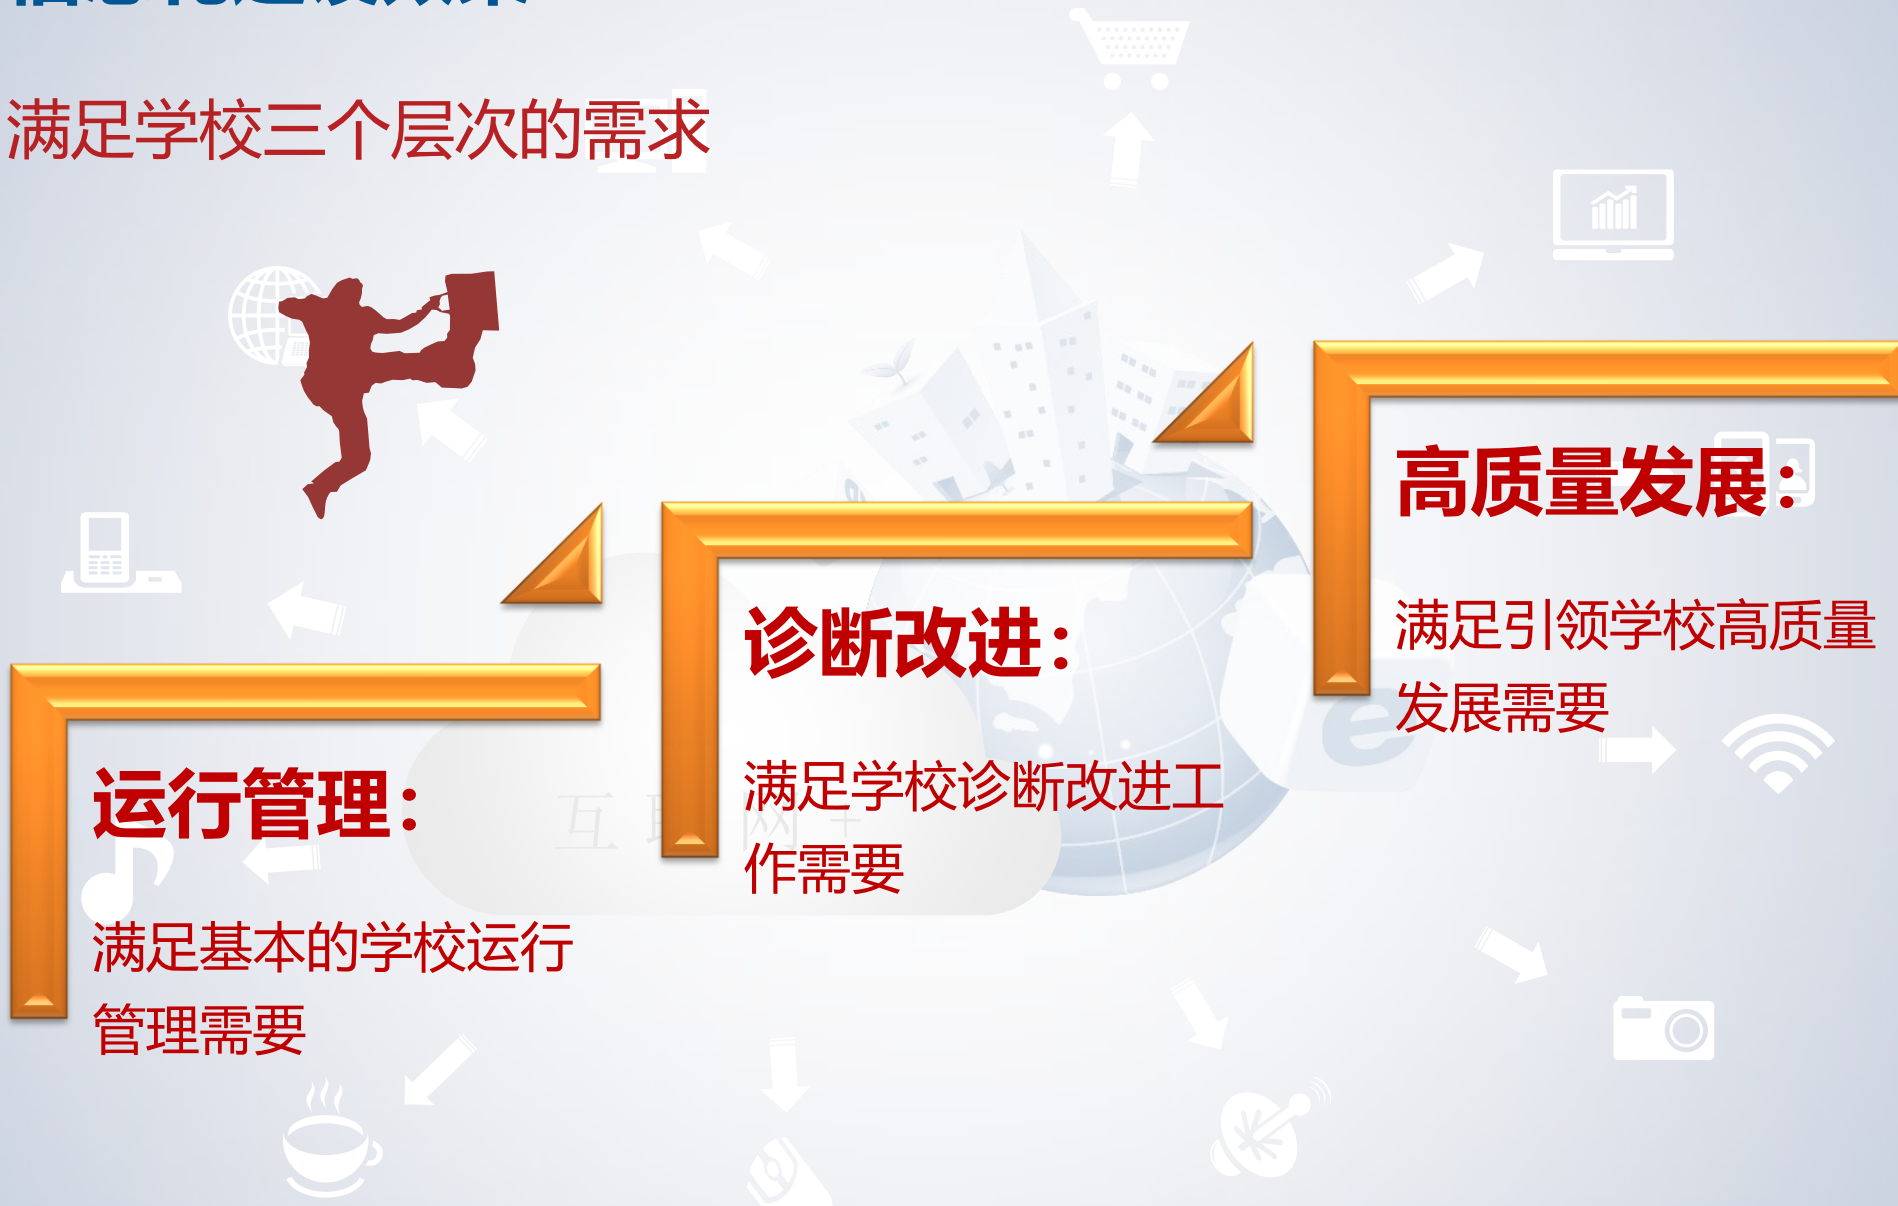 满足学校三个层次的需求
高质量发展：
满足引领学校高质量
发展需要
诊断改进：
满足学校诊断改进工
作需要
运行管理：
满足基本的学校运行
管理需要
互 网 +
e